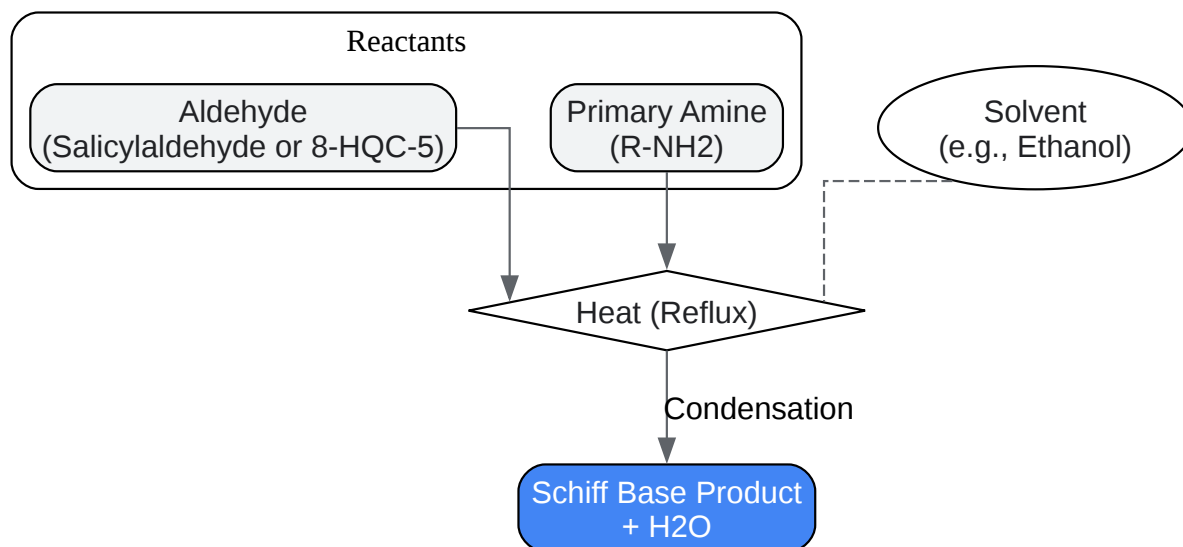 Reactants
Aldehyde
(Salicylaldehyde or 8-HQC-5)
Primary Amine
(R-NH2)
Solvent
(e.g., Ethanol)
Heat (Reflux)
Condensation
Schiff Base Product
+ H2O